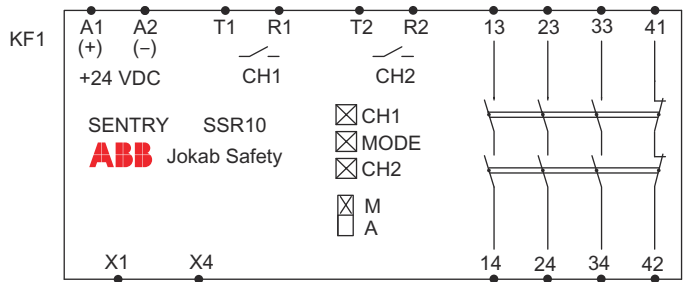 KF1
A1 A2 T1 R1 T2 R2 13 23 33 41
(+) (–)
+24 VDC CH1 CH2
SENTRY SSR10
ABB Jokab Safety
CH1
MODE
CH2
M
A
X1 X4 14 24 34 42